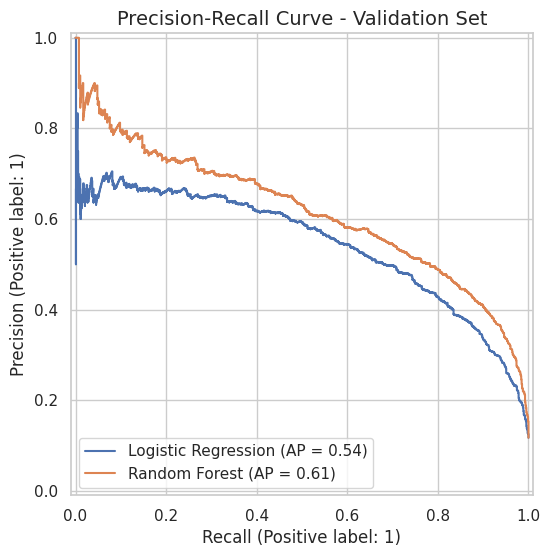 Precision-Recall Curve - Validation Set
1.0
0.8
0.6
0.4
0.2
0.0
Precision (Positive label: 1)
Logistic Regression (AP = 0.54)
Random Forest (AP = 0.61)
0.0 0.2 0.4 0.6 0.8 1.0
Recall (Positive label: 1)